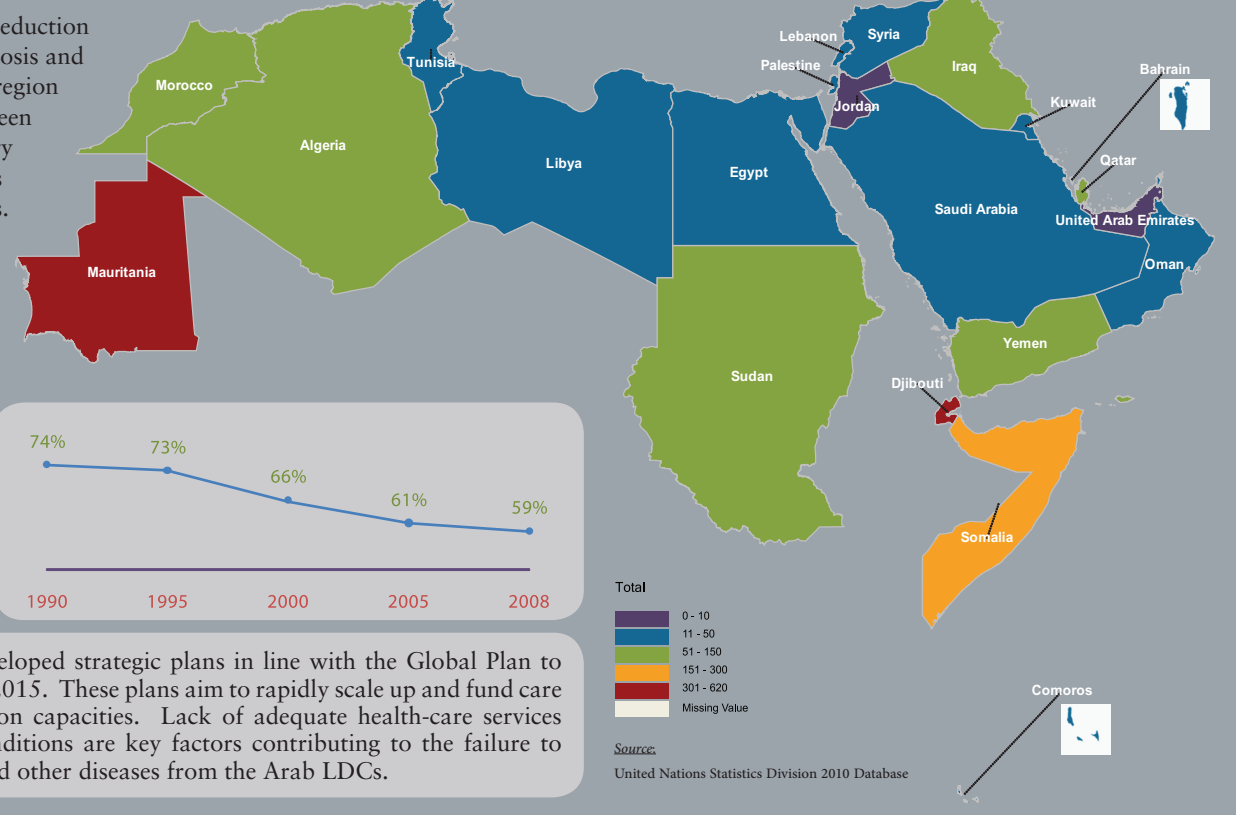 eduction
osis and
region
een
ry
s
s.
Lebanon
Syria
Palestine
Iraq
Bahrain
Tunisia
Morocco
Jordan
Kuwait
Algeria
Libya
Egypt
Qatar
Saudi Arabia
United Arab Emirates
Oman
Mauritania
Yemen
Sudan
Djibouti
Somalia
Comoros
74%
73%
66%
61%
59%
1990 1995 2000 2005 2008
Total
0 - 10
11 - 50
51 - 150
151 - 300
301 - 620
Missing Value
Source:
United Nations Statistics Division 2010 Database
eloped strategic plans in line with the Global Plan to
2015. These plans aim to rapidly scale up and fund care
on capacities. Lack of adequate health-care services
nditions are key factors contributing to the failure to
d other diseases from the Arab LDCs.